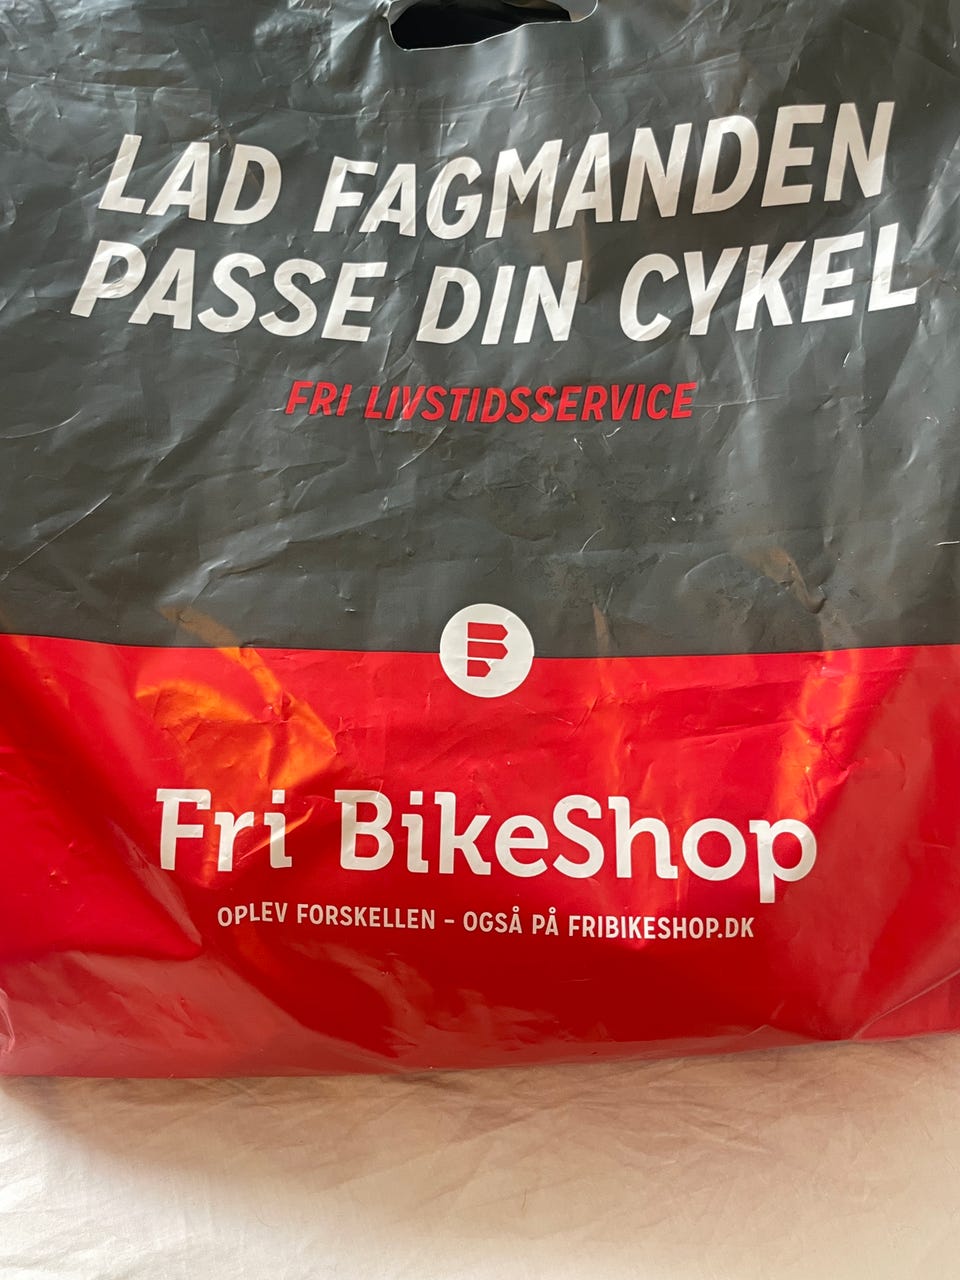 LAD FAGMANDEN
PASSE DIN CYKEL
FRI LIVSTIDSSERVICE
F
Fri BikeShop
OPLEV FORSKELLEN – OGSÅ PÅ FRIBIKESHOP.DK